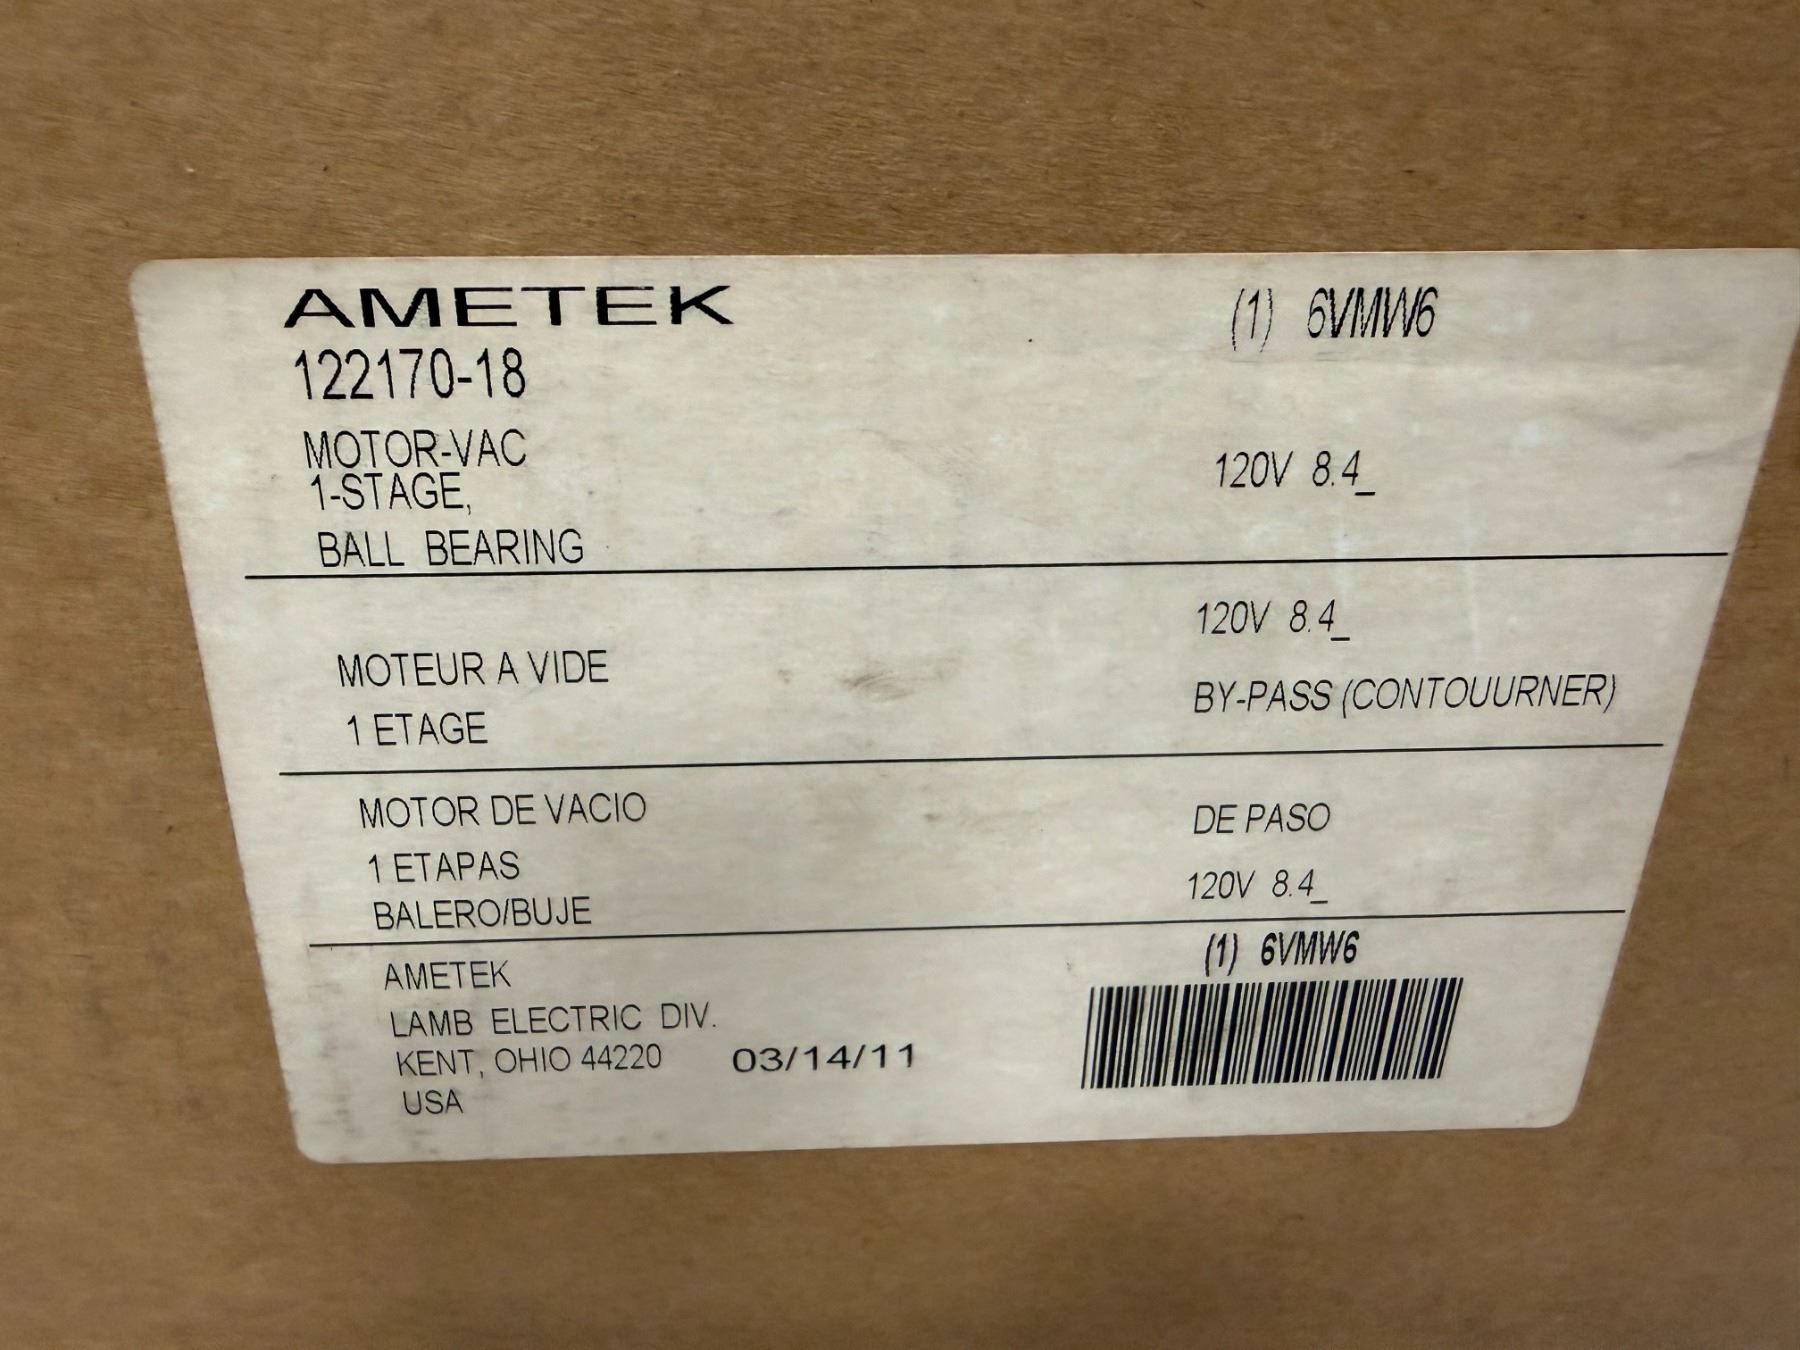 AMETEK (1) 6VMW6
122170-18
MOTOR-VAC
1-STAGE, 120V 8.4_
BALL BEARING
120V 8.4_
MOTEUR A VIDE
BY-PASS (CONTOUURNER)
1 ETAGE
MOTOR DE VACIO DE PASO
1 ETAPAS
120V 8.4_
BALERO/BUJE
(1) 6VMW6
AMETEK
LAMB ELECTRIC DIV.
KENT, OHIO 44220 03/14/11
USA